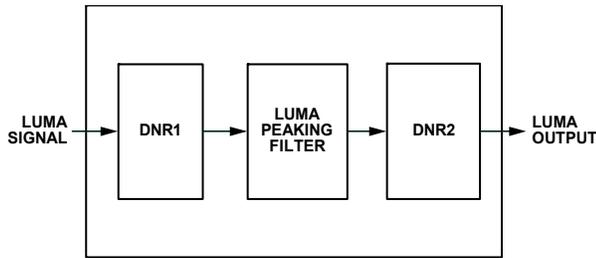 LUMA
SIGNAL
DNR1
LUMA
PEAKING
FILTER
DNR2
LUMA
OUTPUT